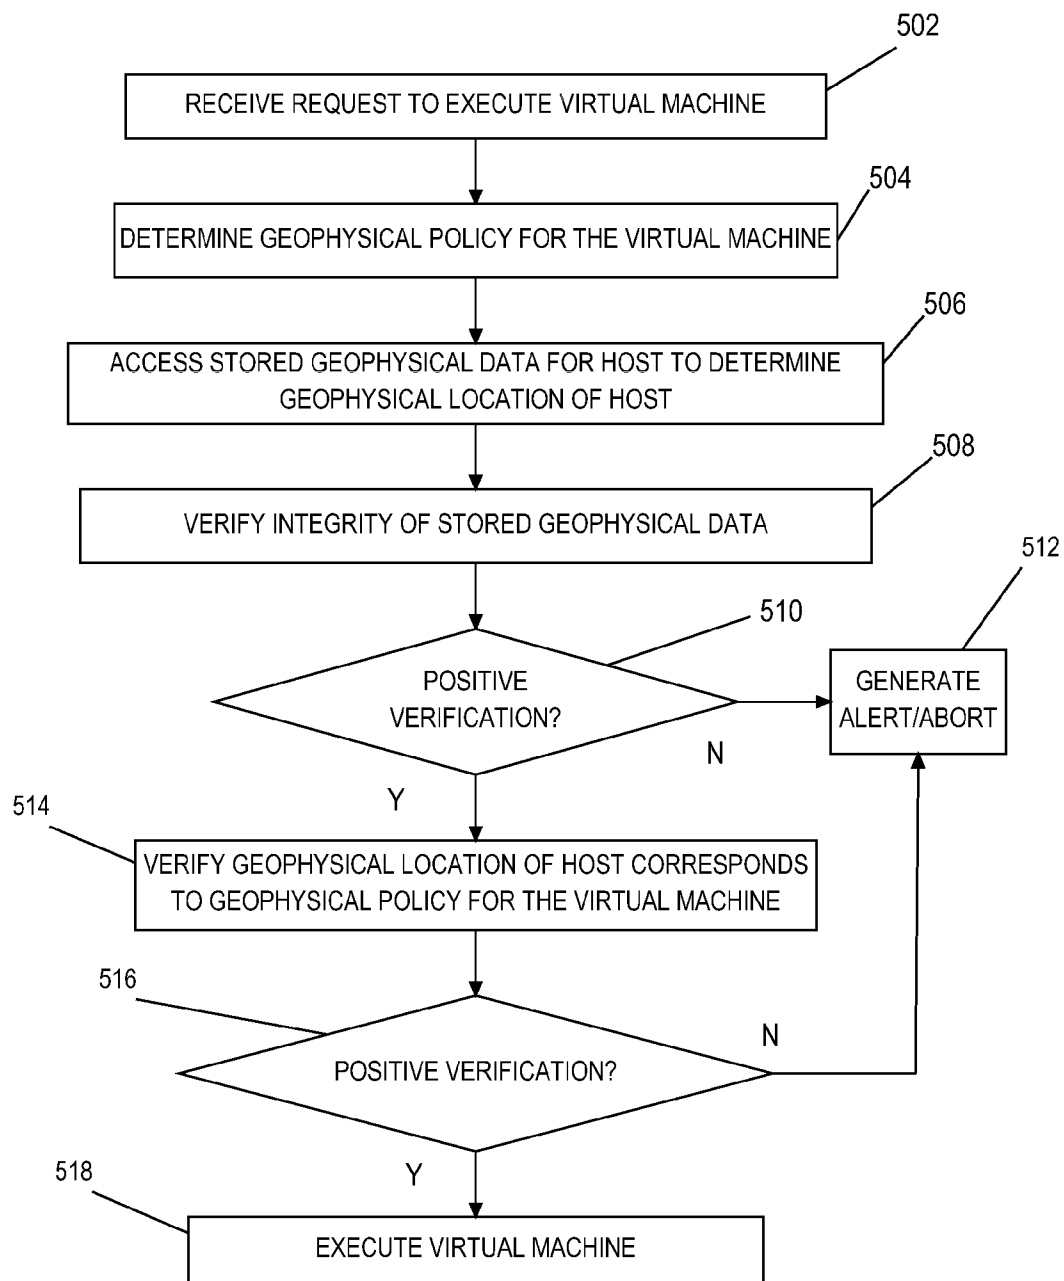 502
RECEIVE REQUEST TO EXECUTE VIRTUAL MACHINE
504
DETERMINE GEOPHYSICAL POLICY FOR THE VIRTUAL MACHINE
506
ACCESS STORED GEOPHYSICAL DATA FOR HOST TO DETERMINE
GEOPHYSICAL LOCATION OF HOST
508
VERIFY INTEGRITY OF STORED GEOPHYSICAL DATA
512
510
POSITIVE
VERIFICATION?
GENERATE
ALERT/ABORT
N
Y
514
VERIFY GEOPHYSICAL LOCATION OF HOST CORRESPONDS
TO GEOPHYSICAL POLICY FOR THE VIRTUAL MACHINE
516
N
POSITIVE VERIFICATION?
Y
518
EXECUTE VIRTUAL MACHINE